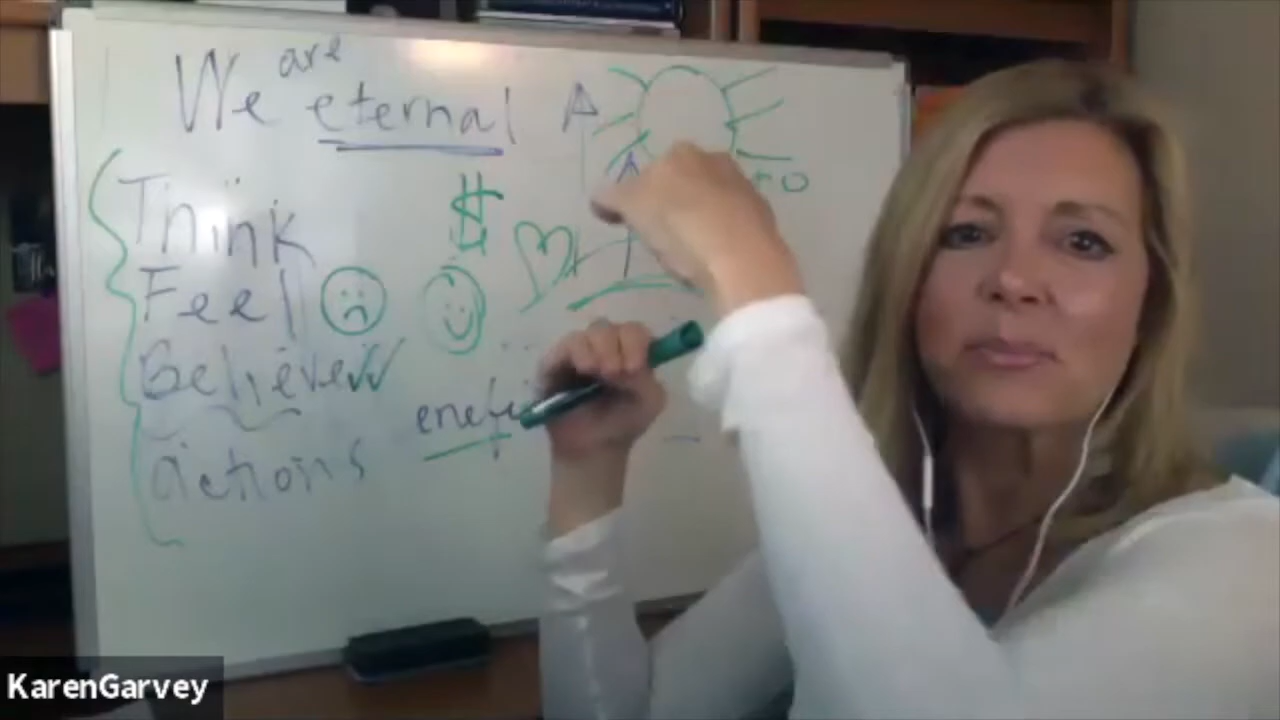 We are eternal
Think $
Feel
Believe
actions
KarenGarvey